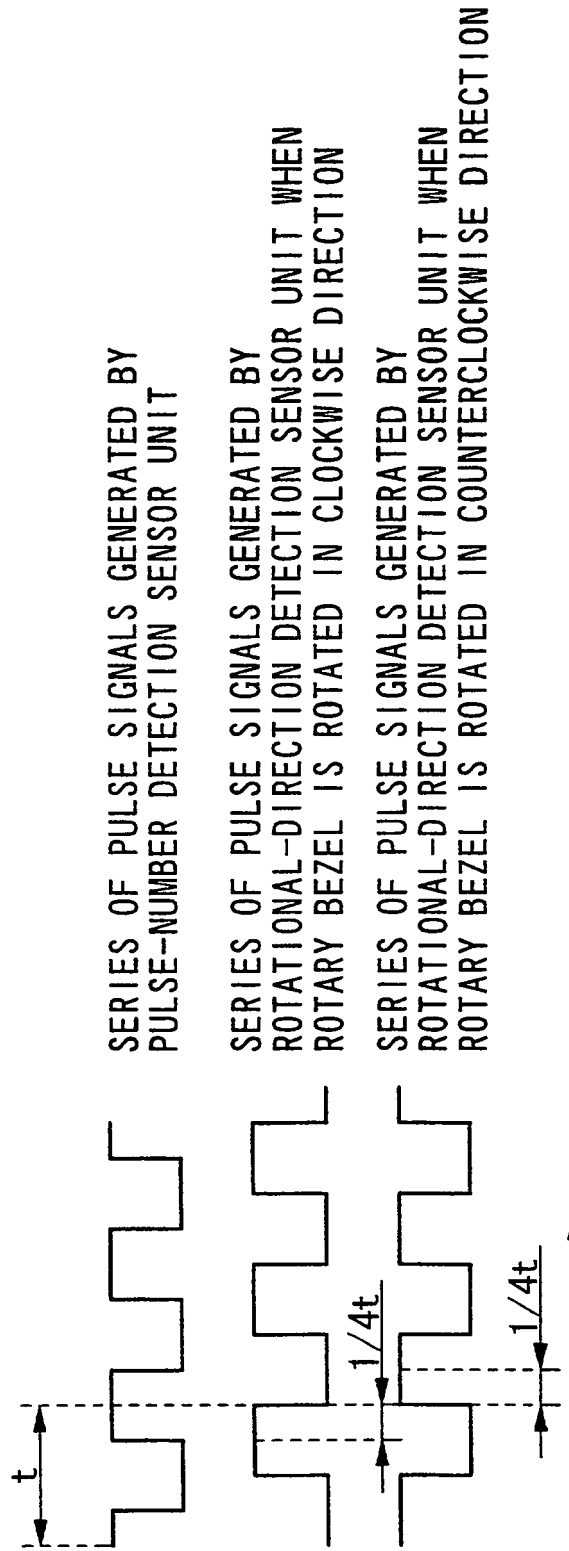 t
SERIES OF PULSE SIGNALS GENERATED BY
PULSE-NUMBER DETECTION SENSOR UNIT
SERIES OF PULSE SIGNALS GENERATED BY
ROTATIONAL-DIRECTION DETECTION SENSOR UNIT WHEN
ROTARY BEZEL IS ROTATED IN CLOCKWISE DIRECTION
1/4t
SERIES OF PULSE SIGNALS GENERATED BY
ROTATIONAL-DIRECTION DETECTION SENSOR UNIT WHEN
ROTARY BEZEL IS ROTATED IN COUNTERCLOCKWISE DIRECTION
1/4t